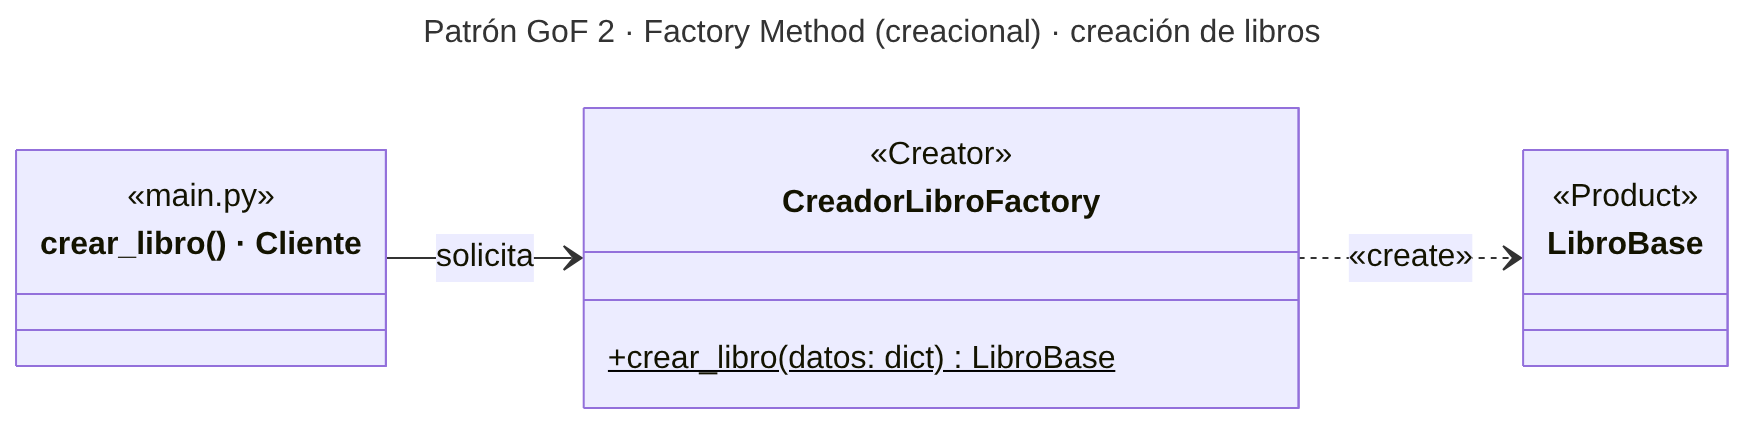 Patrón GoF 2 · Factory Method (creacional) · creación de libros
«main.py»
crear_libro() · Cliente
solicita
«Creator»
CreadorLibroFactory
+crear_libro(datos: dict) : LibroBase
«create»
«Product»
LibroBase